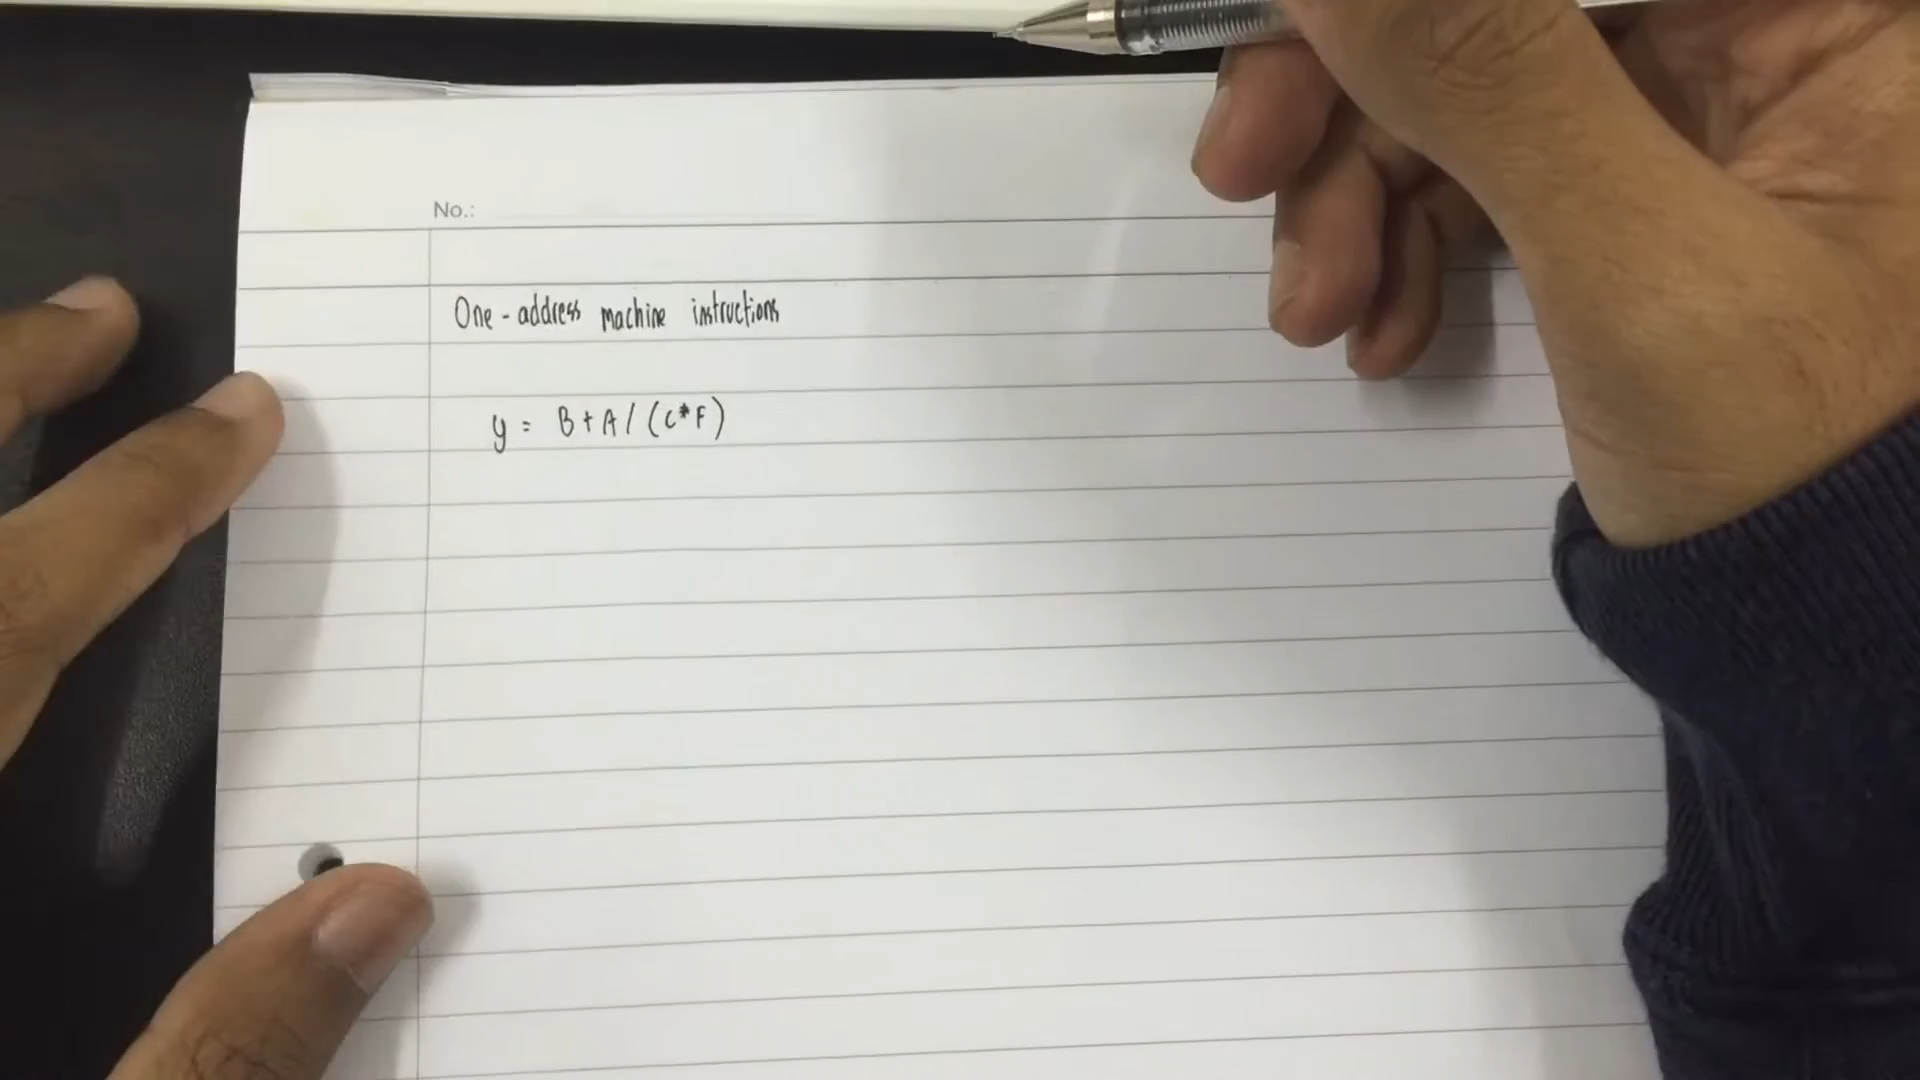 No.:
One - address machine instructions
y = B + A / (C * F)